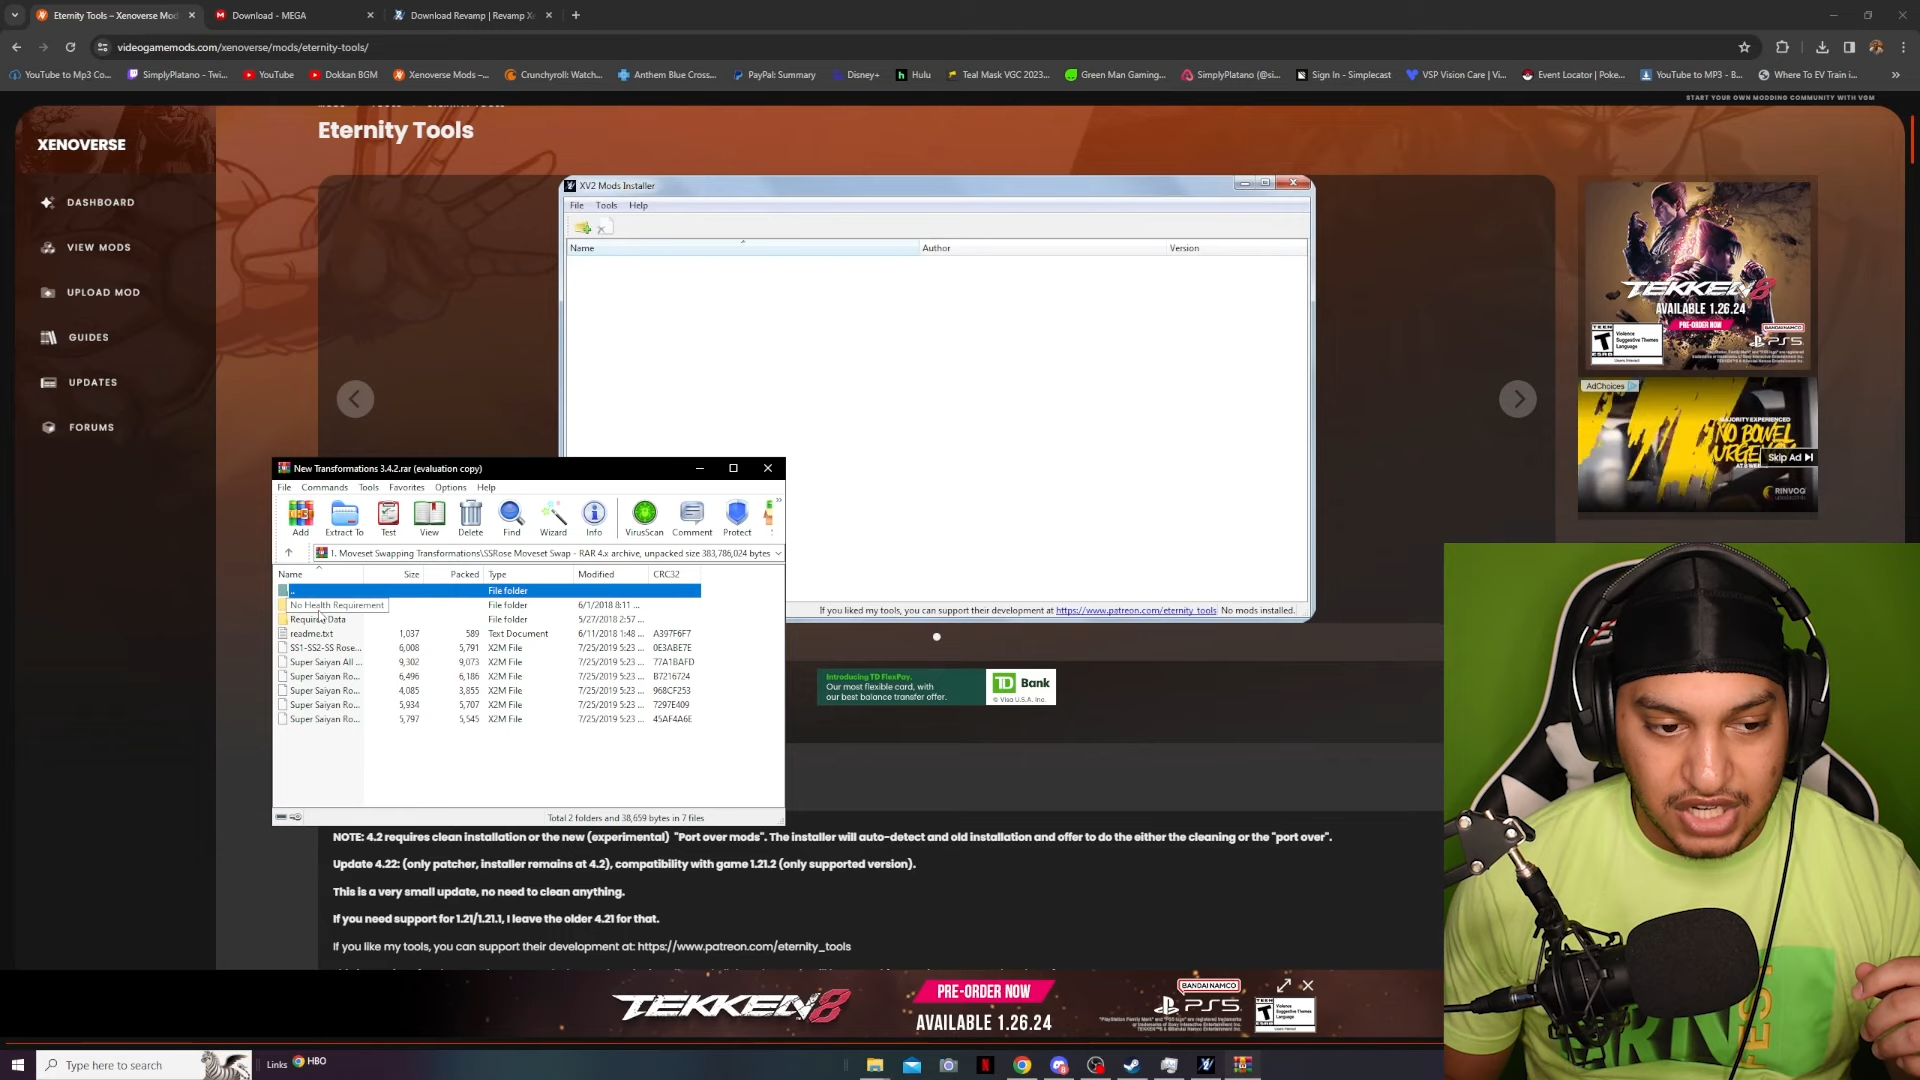 Eternity Tools – Xenoverse Mod
Download - MEGA
Download Revamp | Revamp X
videogamemods.com/xenoverse/mods/eternity-tools/
YouTube to Mp3 Co...
SimplyPlatano - Twi...
YouTube
Dokkan BGM
Xenoverse Mods –...
Crunchyroll: Watch...
Anthem Blue Cross...
PayPal: Summary
Disney+
Hulu
Teal Mask VGC 2023...
Green Man Gaming...
SimplyPlatano (@si...
Sign In - Simplecast
VSP Vision Care | Vi...
Event Locator | Poke...
YouTube to MP3 - B...
Where To EV Train i...
START YOUR OWN MODDING COMMUNITY WITH VGM
XENOVERSE
DASHBOARD
VIEW MODS
UPLOAD MOD
GUIDES
UPDATES
FORUMS
Eternity Tools
XV2 Mods Installer
File Tools Help
Name Author Version
If you liked my tools, you can support their development at https://www.patreon.com/eternity_tools No mods installed.
TEKKEN 8
AVAILABLE 1.26.24
PRE-ORDER NOW
TEEN
T
ESRB
Violence
Suggestive Themes
Language
BANDAI NAMCO
PS5
AdChoices
MAJORITY EXPERIENCED
NO BOWEL
URGE
Skip Ad
RINVOQ
New Transformations 3.4.2.rar (evaluation copy)
File Commands Tools Favorites Options Help
Add Extract To Test View Delete Find Wizard Info VirusScan Comment Protect
1. Moveset Swapping Transformations\SSRose Moveset Swap - RAR 4.x archive, unpacked size 383,786,024 bytes
Name Size Packed Type Modified CRC32
.. File folder
No Health Requirement File folder 6/1/2018 8:11 ...
Required Data File folder 5/27/2018 2:57 ...
readme.txt 1,037 589 Text Document 6/11/2018 1:48 ... A397F6F7
SS1-SS2-SS Rose... 6,008 5,791 X2M File 7/25/2019 5:23 ... 0E3ABE7E
Super Saiyan All ... 9,302 9,073 X2M File 7/25/2019 5:23 ... 77A1BAFD
Super Saiyan Ro... 6,496 6,186 X2M File 7/25/2019 5:23 ... B7216724
Super Saiyan Ro... 4,085 3,855 X2M File 7/25/2019 5:23 ... 968CF253
Super Saiyan Ro... 5,934 5,707 X2M File 7/25/2019 5:23 ... 7297E409
Super Saiyan Ro... 5,797 5,545 X2M File 7/25/2019 5:23 ... 45AF4A6E
Total 2 folders and 38,659 bytes in 7 files
Introducing TD FlexPay.
Our most flexible card, with
our best balance transfer offer.
TD Bank
© Visa U.S.A. Inc.
NOTE: 4.2 requires clean installation or the new (experimental) "Port over mods". The installer will auto-detect and old installation and offer to do the either the cleaning or the "port over".
Update 4.22: (only patcher, installer remains at 4.2), compatibility with game 1.21.2 (only supported version).
This is a very small update, no need to clean anything.
If you need support for 1.21/1.21.1, I leave the older 4.21 for that.
If you like my tools, you can support their development at: https://www.patreon.com/eternity_tools
TEKKEN 8
PRE-ORDER NOW
AVAILABLE 1.26.24
BANDAI NAMCO
PS5
TEEN
T
Violence
Suggestive Themes
Language
Type here to search
Links
HBO